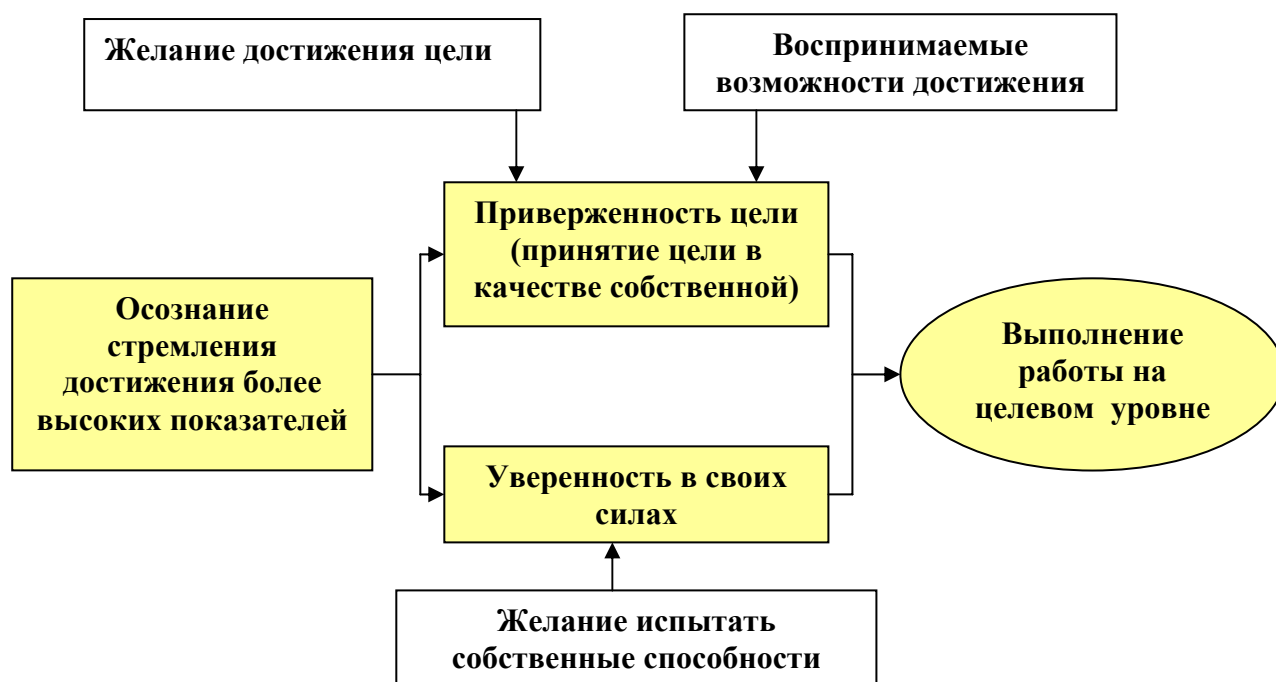 Желание достижения цели
Воспринимаемые
возможности достижения
Приверженность цели
(принятие цели в
качестве собственной)
Осознание
стремления
достижения более
высоких показателей
Выполнение
работы на
целевом уровне
Уверенность в своих
силах
Желание испытать
собственные способности